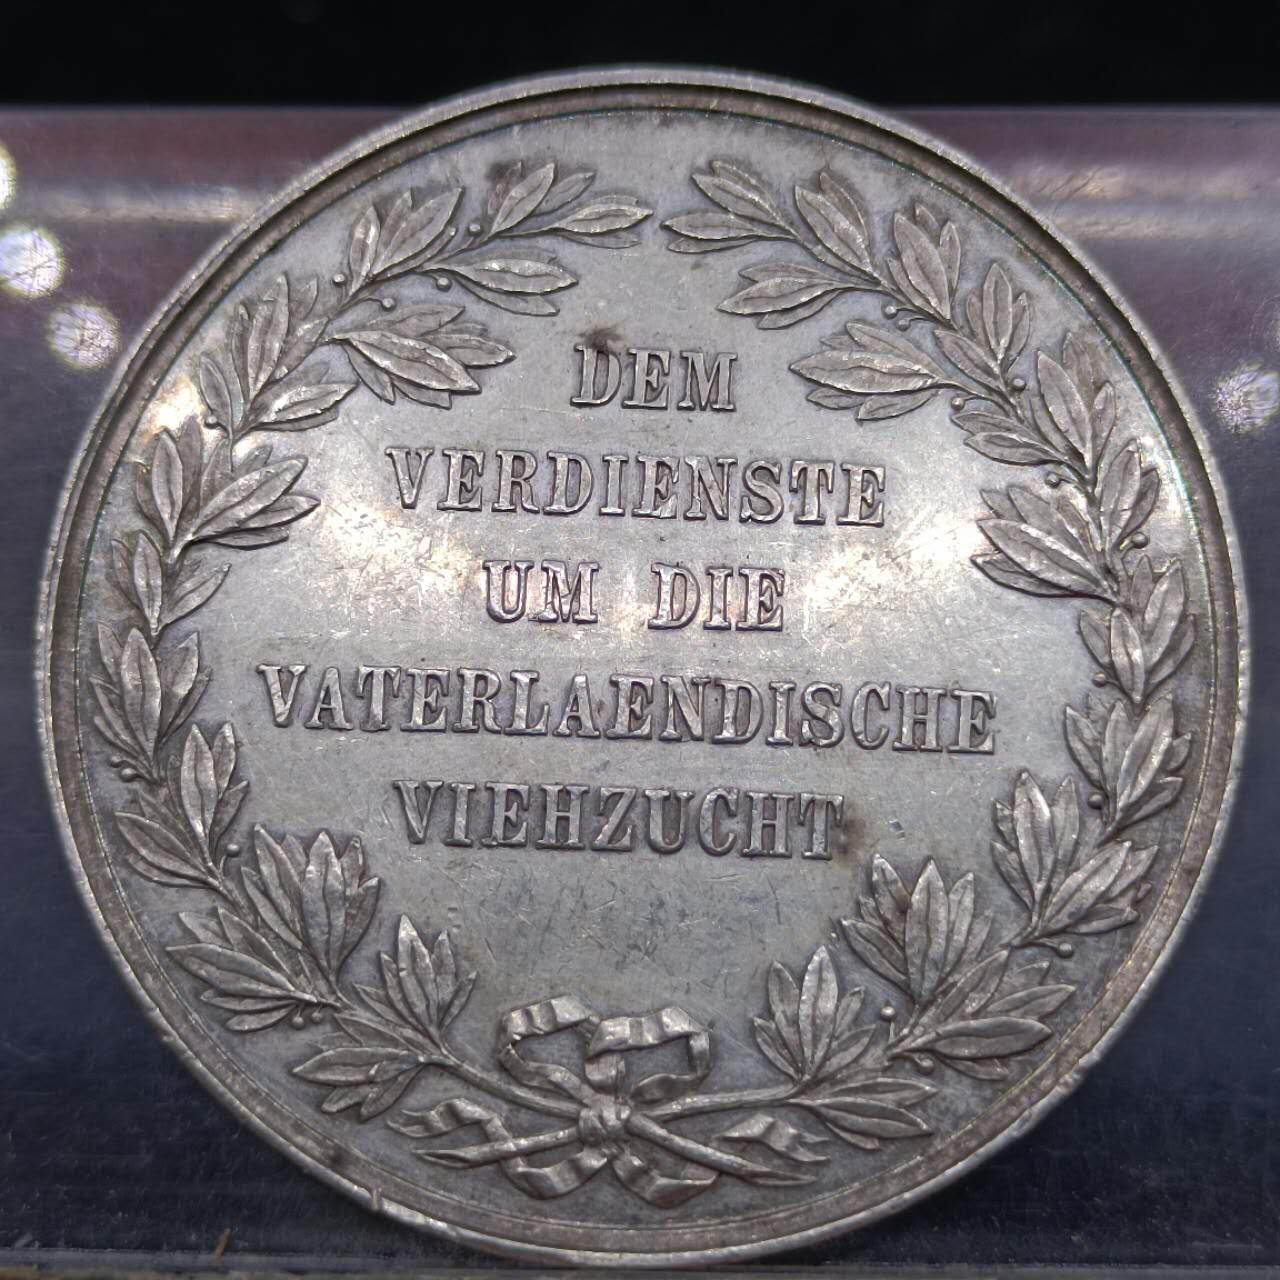 DEM
VERDIENSTE
UM DIE
VATERLAENDISCHE
VIEHZUCHT